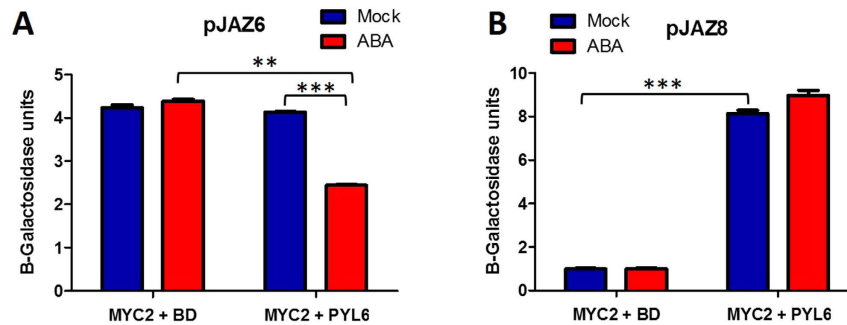 A
pJAZ6
Mock
ABA
**
***
5
4
3
2
1
0
B-Galactosidase units
MYC2 + BD
MYC2 + PYL6
B
pJAZ8
Mock
ABA
***
10
8
6
4
2
0
B-Galactosidase units
MYC2 + BD
MYC2 + PYL6